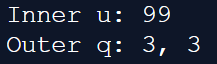 Inner u: 99
Outer q: 3, 3